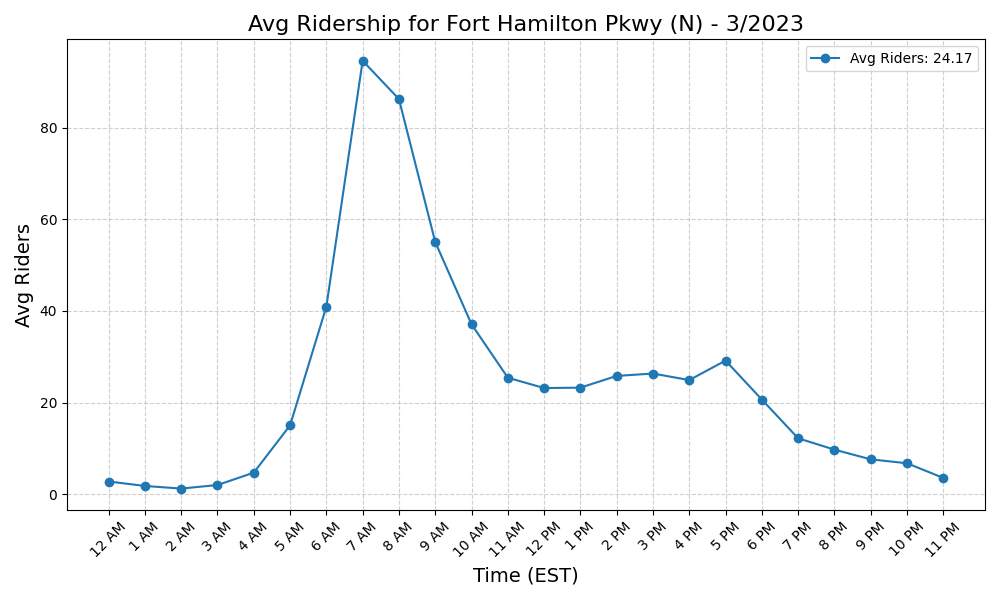 Avg Ridership for Fort Hamilton Pkwy (N) - 3/2023
Avg Riders: 24.17
Avg Riders
80
60
40
20
0
12 AM
1 AM
2 AM
3 AM
4 AM
5 AM
6 AM
7 AM
8 AM
9 AM
10 AM
11 AM
12 PM
1 PM
2 PM
3 PM
4 PM
5 PM
6 PM
7 PM
8 PM
9 PM
10 PM
11 PM
Time (EST)